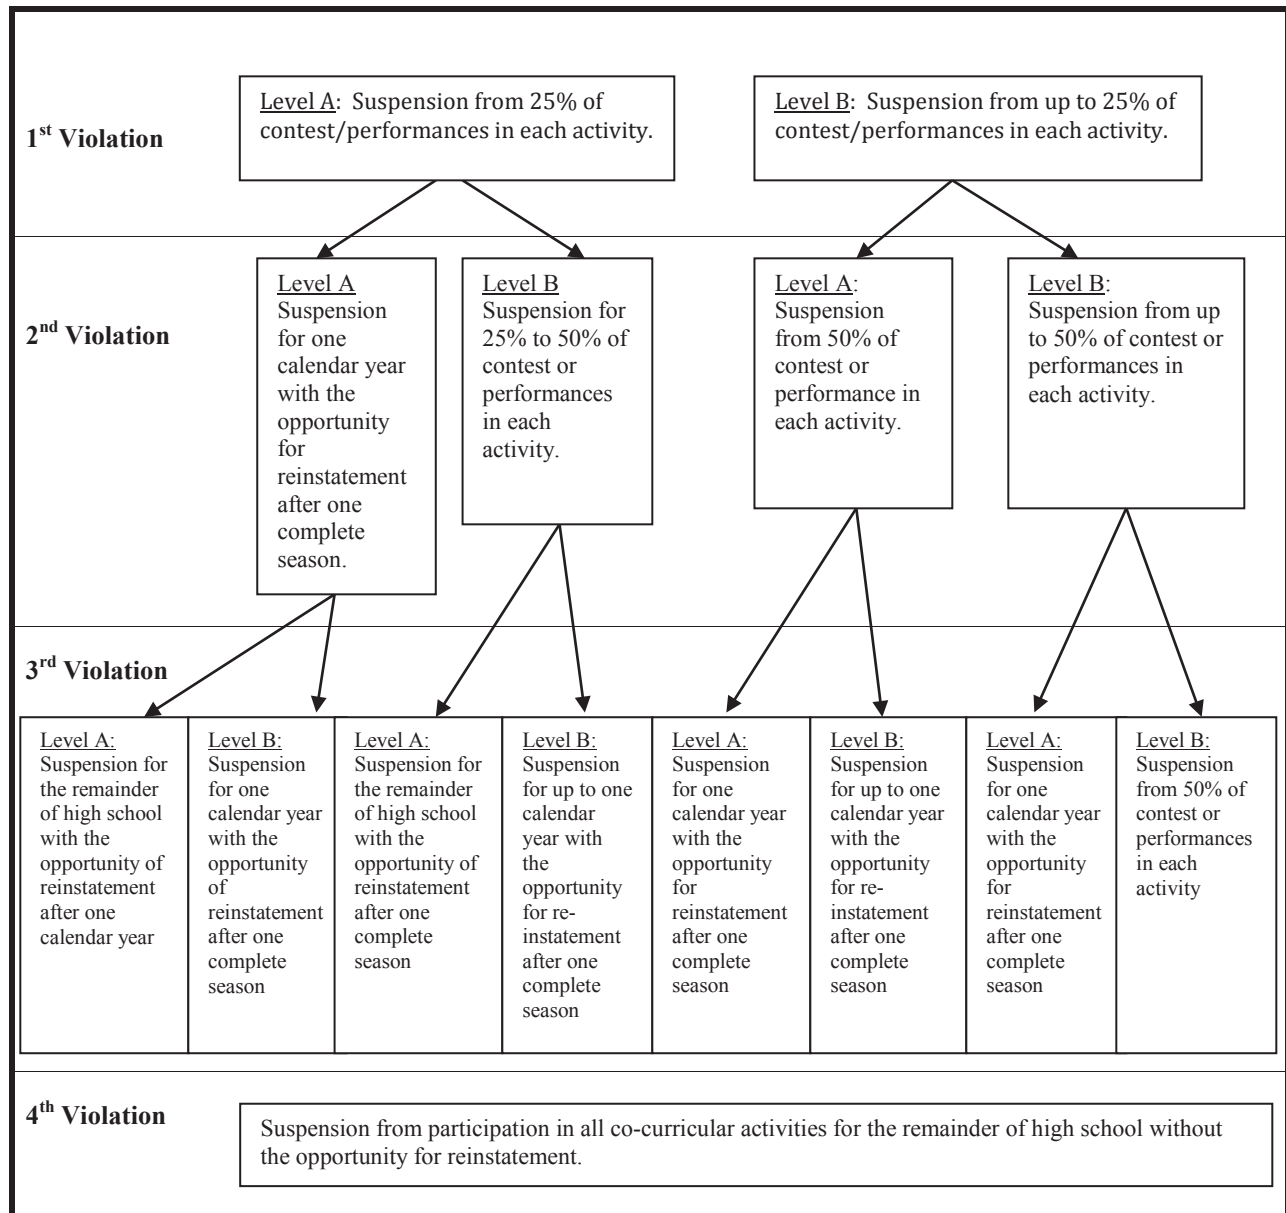 1st Violation
Level A: Suspension from 25% of
contest/performances in each activity.
Level B: Suspension from up to 25% of
contest/performances in each activity.
2nd Violation
Level A
Suspension
for one
calendar year
with the
opportunity
for
reinstatement
after one
complete
season.
Level B
Suspension for
25% to 50% of
contest or
performances
in each
activity.
Level A:
Suspension
from 50% of
contest or
performance in
each activity.
Level B:
Suspension from up
to 50% of contest or
performances in
each activity.
3rd Violation
Level A:
Suspension for
the remainder
of high school
with the
opportunity of
reinstatement
after one
calendar year
Level B:
Suspension
for one
calendar year
with the
opportunity
of
reinstatement
after one
complete
season
Level A:
Suspension for
the remainder
of high school
with the
opportunity of
reinstatement
after one
complete
season
Level B:
Suspension
for up to one
calendar
year with
the
opportunity
for re-
instatement
after one
complete
season
Level A:
Suspension
for one
calendar year
with the
opportunity
for
reinstatement
after one
complete
season
Level B:
Suspension
for up to one
calendar year
with the
opportunity
for re-
instatement
after one
complete
season
Level A:
Suspension
for one
calendar year
with the
opportunity
for
reinstatement
after one
complete
season
Level B:
Suspension
from 50% of
contest or
performances
in each
activity
4th Violation
Suspension from participation in all co-curricular activities for the remainder of high school without
the opportunity for reinstatement.